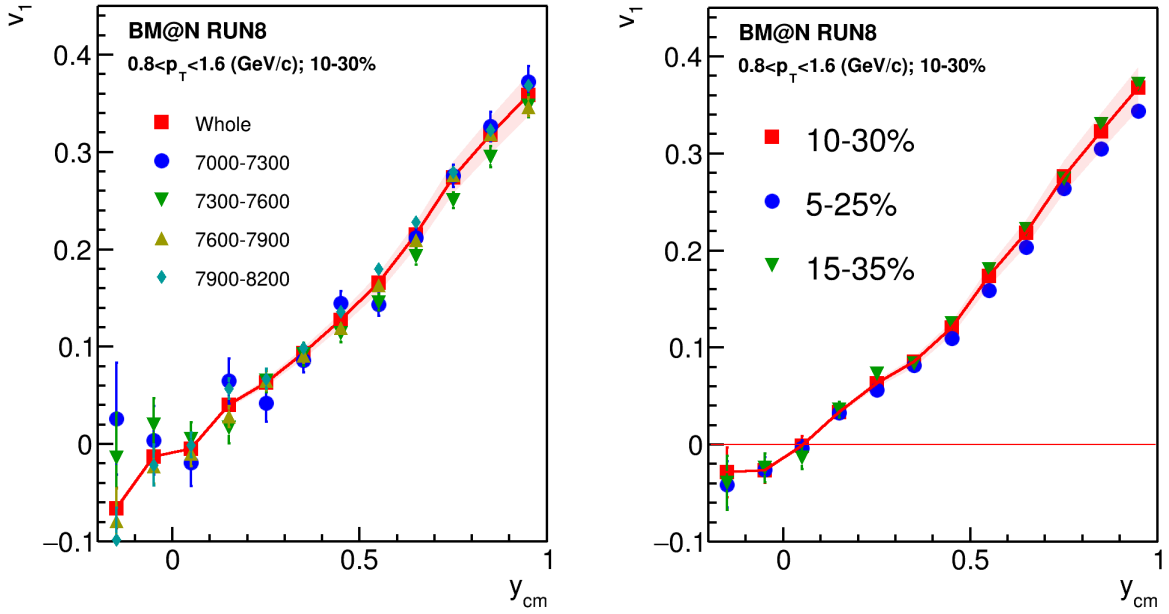 v1
BM@N RUN8
0.8<pT<1.6 (GeV/c); 10-30%
Whole
7000-7300
7300-7600
7600-7900
7900-8200
0.4
0.3
0.2
0.1
0
−0.1
0
0.5
1
ycm
v1
BM@N RUN8
0.8<pT<1.6 (GeV/c); 10-30%
10-30%
5-25%
15-35%
0.4
0.3
0.2
0.1
0
−0.1
0
0.5
1
ycm